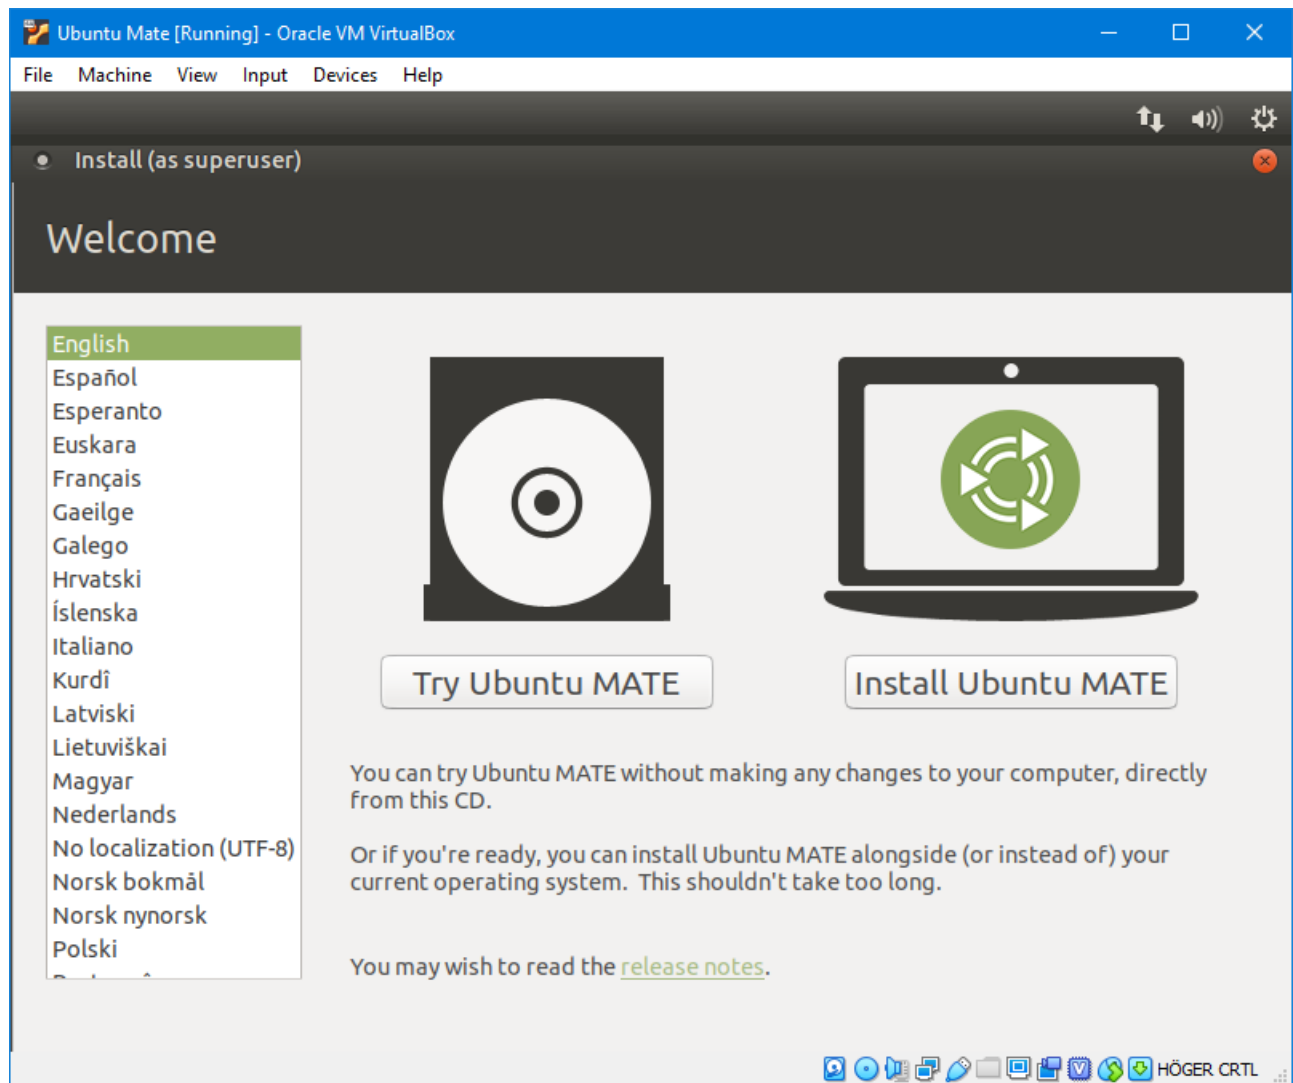 Ubuntu Mate [Running] - Oracle VM VirtualBox
File Machine View Input Devices Help
Install (as superuser)
Welcome
English
Español
Esperanto
Euskara
Français
Gaeilge
Galego
Hrvatski
Íslenska
Italiano
Kurdî
Latviski
Lietuviškai
Magyar
Nederlands
No localization (UTF-8)
Norsk bokmål
Norsk nynorsk
Polski
Try Ubuntu MATE
Install Ubuntu MATE
You can try Ubuntu MATE without making any changes to your computer, directly
from this CD.
Or if you're ready, you can install Ubuntu MATE alongside (or instead of) your
current operating system. This shouldn't take too long.
You may wish to read the release notes.
HÖGER CRTL